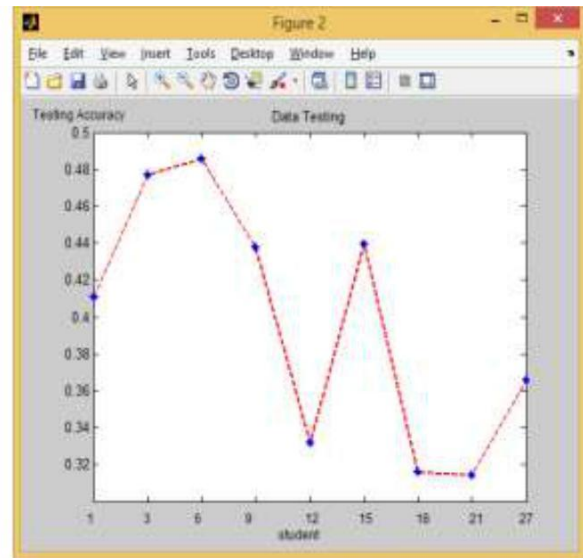 Figure 2
File Edit View Insert Tools Desktop Window Help
Testing Accuracy
Data Testing
0.5
0.48
0.46
0.44
0.42
0.4
0.38
0.36
0.34
0.32
1 3 6 9 12 15 18 21 27
student